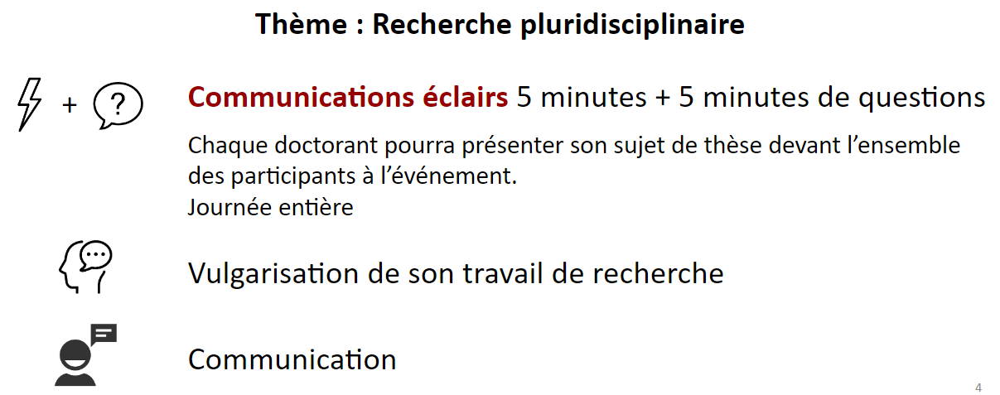 Thème : Recherche pluridisciplinaire
+ ?
Communications éclairs 5 minutes + 5 minutes de questions
Chaque doctorant pourra présenter son sujet de thèse devant l’ensemble
des participants à l’événement.
Journée entière
Vulgarisation de son travail de recherche
Communication
4